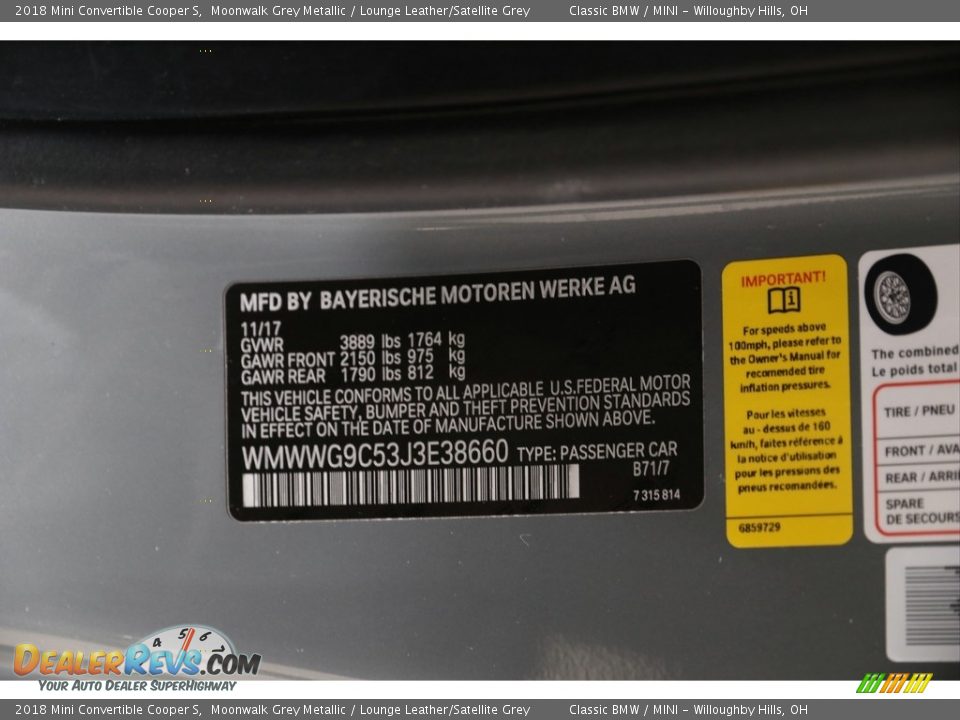 2018 Mini Convertible Cooper S, Moonwalk Grey Metallic / Lounge Leather/Satellite Grey Classic BMW / MINI - Willoughby Hills, OH
MFD BY BAYERISCHE MOTOREN WERKE AG
11/17
GVWR 3889 lbs 1764 kg
GAWR FRONT 2150 lbs 975 kg
GAWR REAR 1790 lbs 812 kg
THIS VEHICLE CONFORMS TO ALL APPLICABLE U.S.FEDERAL MOTOR
VEHICLE SAFETY, BUMPER AND THEFT PREVENTION STANDARDS
IN EFFECT ON THE DATE OF MANUFACTURE SHOWN ABOVE.
WMWWG9C53J3E38660 TYPE: PASSENGER CAR
B71/7
7 315 814
IMPORTANT!
For speeds above
100mph, please refer to
the Owner's Manual for
recomended tire
inflation pressures.
Pour les vitesses
au - dessus de 160
km/h, faites référence à
la notice d'utilisation
pour les pressions des
pneus recomandées.
6859729
The combined
Le poids total
TIRE / PNEU
FRONT / AVA
REAR / ARRI
SPARE
DE SECOURS
4 5 6 7
DEALERREVS.COM
YOUR AUTO DEALER SUPERHIGHWAY
2018 Mini Convertible Cooper S, Moonwalk Grey Metallic / Lounge Leather/Satellite Grey Classic BMW / MINI - Willoughby Hills, OH